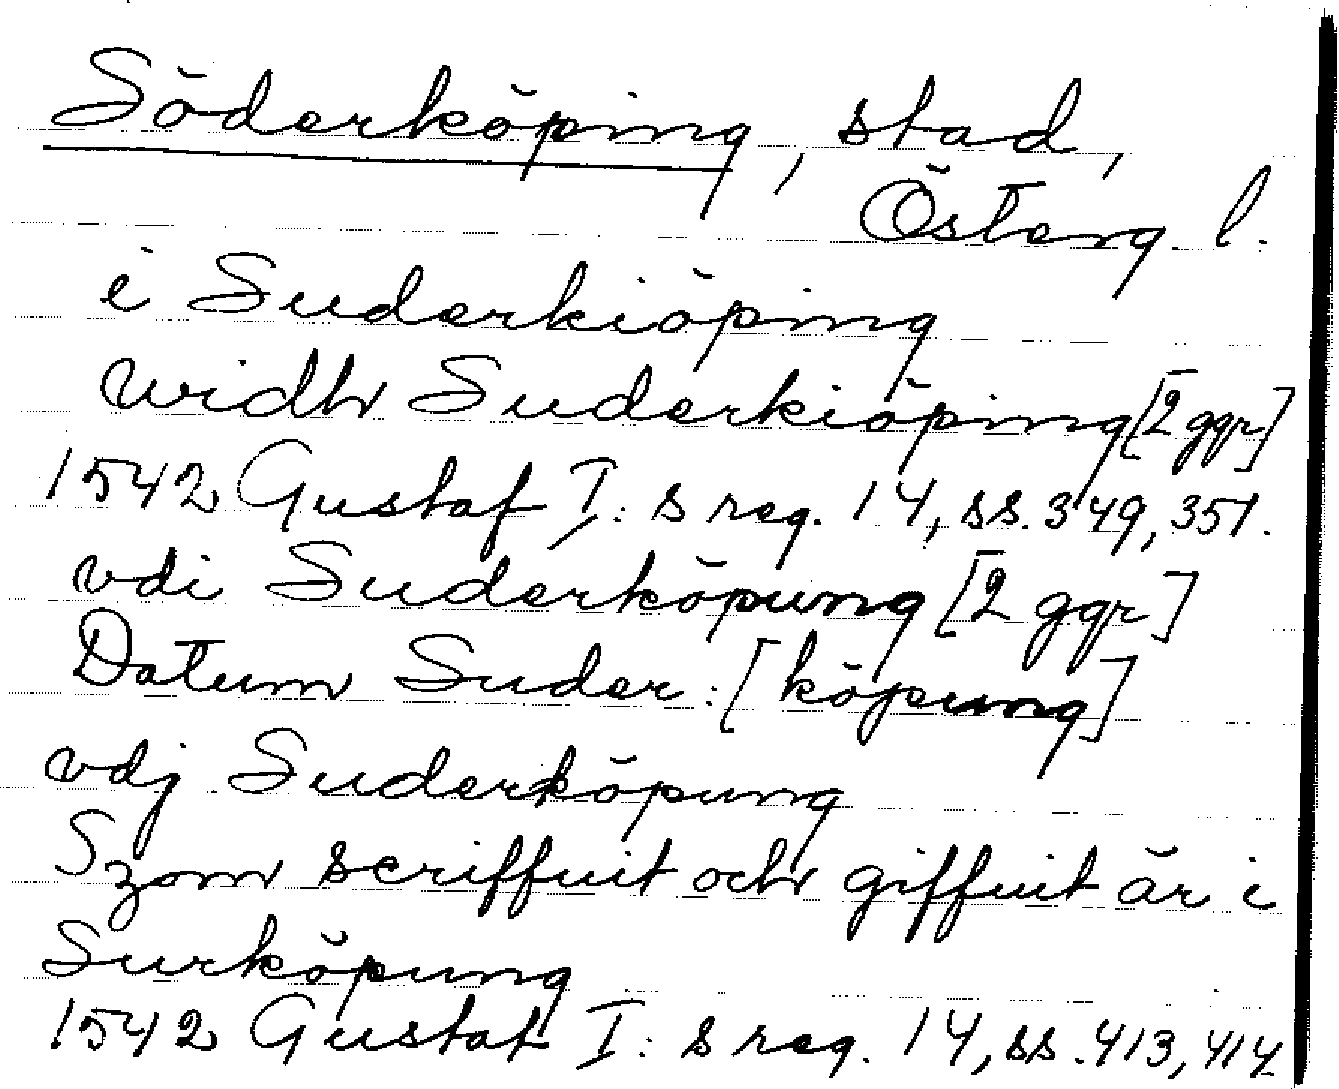 Söderköping, stad,
Österg. l.
i Suderkiöping
widh Suderkiöping [2 ggr]
1542 Gustaf I:s reg. 14, ss. 349, 351.
vdi Suderköpung [2 ggr]
Datum Suder:[köpung]
vdj Suderköpung
Szom scriffuit och giffuit är i
Surköpung
1542 Gustaf I:s reg. 14, ss. 413, 414